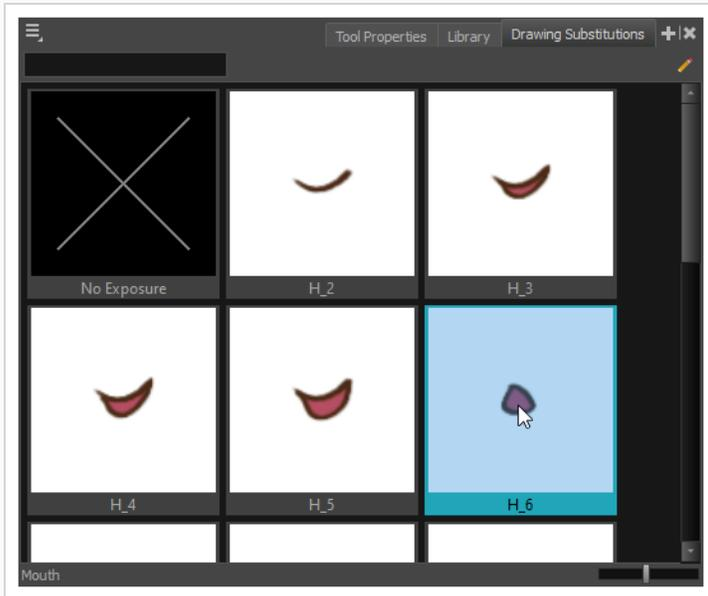 Tool Properties Library Drawing Substitutions
No Exposure H_2 H_3
H_4 H_5 H_6
Mouth